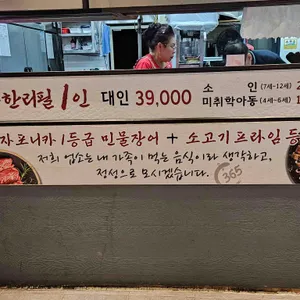 한리필 1인 대인 39,000
소 인 (7세-12세) 2
미취학아동 (4세-6세) 1
자포니카 1등급 민물장어 + 소고기 프라임 등
저희 업소는 내 가족이 먹는 음식이라 생각하고,
정성으로 모시겠습니다.
365